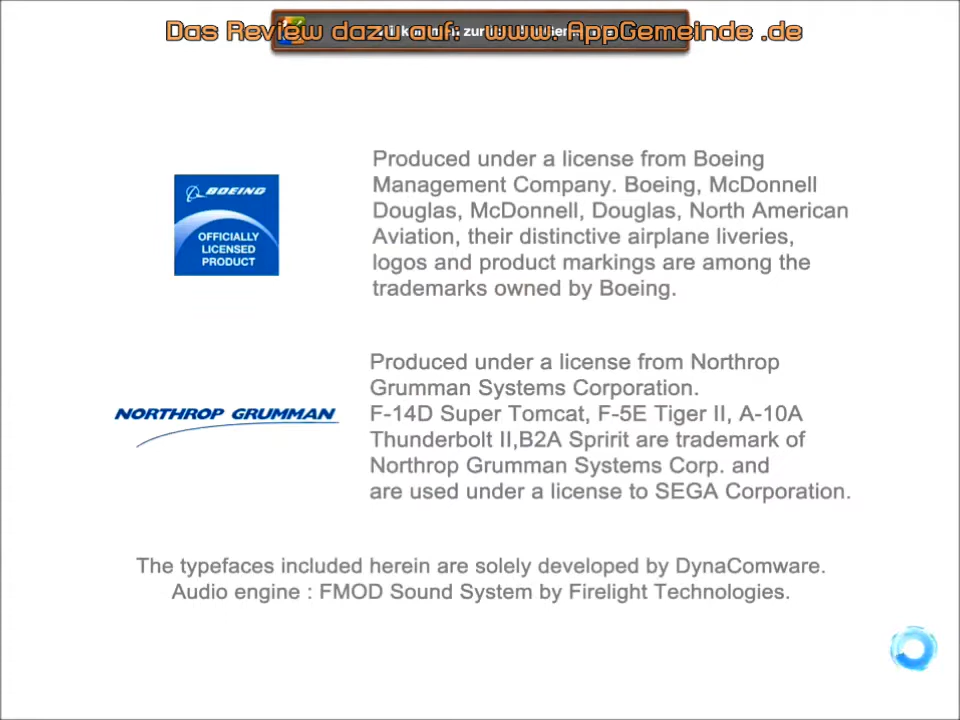 Das Review dazu auf: www. AppGemeinde .de
Produced under a license from Boeing
Management Company. Boeing, McDonnell
Douglas, McDonnell, Douglas, North American
Aviation, their distinctive airplane liveries,
logos and product markings are among the
trademarks owned by Boeing.
BOEING
OFFICIALLY
LICENSED
PRODUCT
Produced under a license from Northrop
Grumman Systems Corporation.
F-14D Super Tomcat, F-5E Tiger II, A-10A
Thunderbolt II,B2A Spririt are trademark of
Northrop Grumman Systems Corp. and
are used under a license to SEGA Corporation.
NORTHROP GRUMMAN
The typefaces included herein are solely developed by DynaComware.
Audio engine : FMOD Sound System by Firelight Technologies.